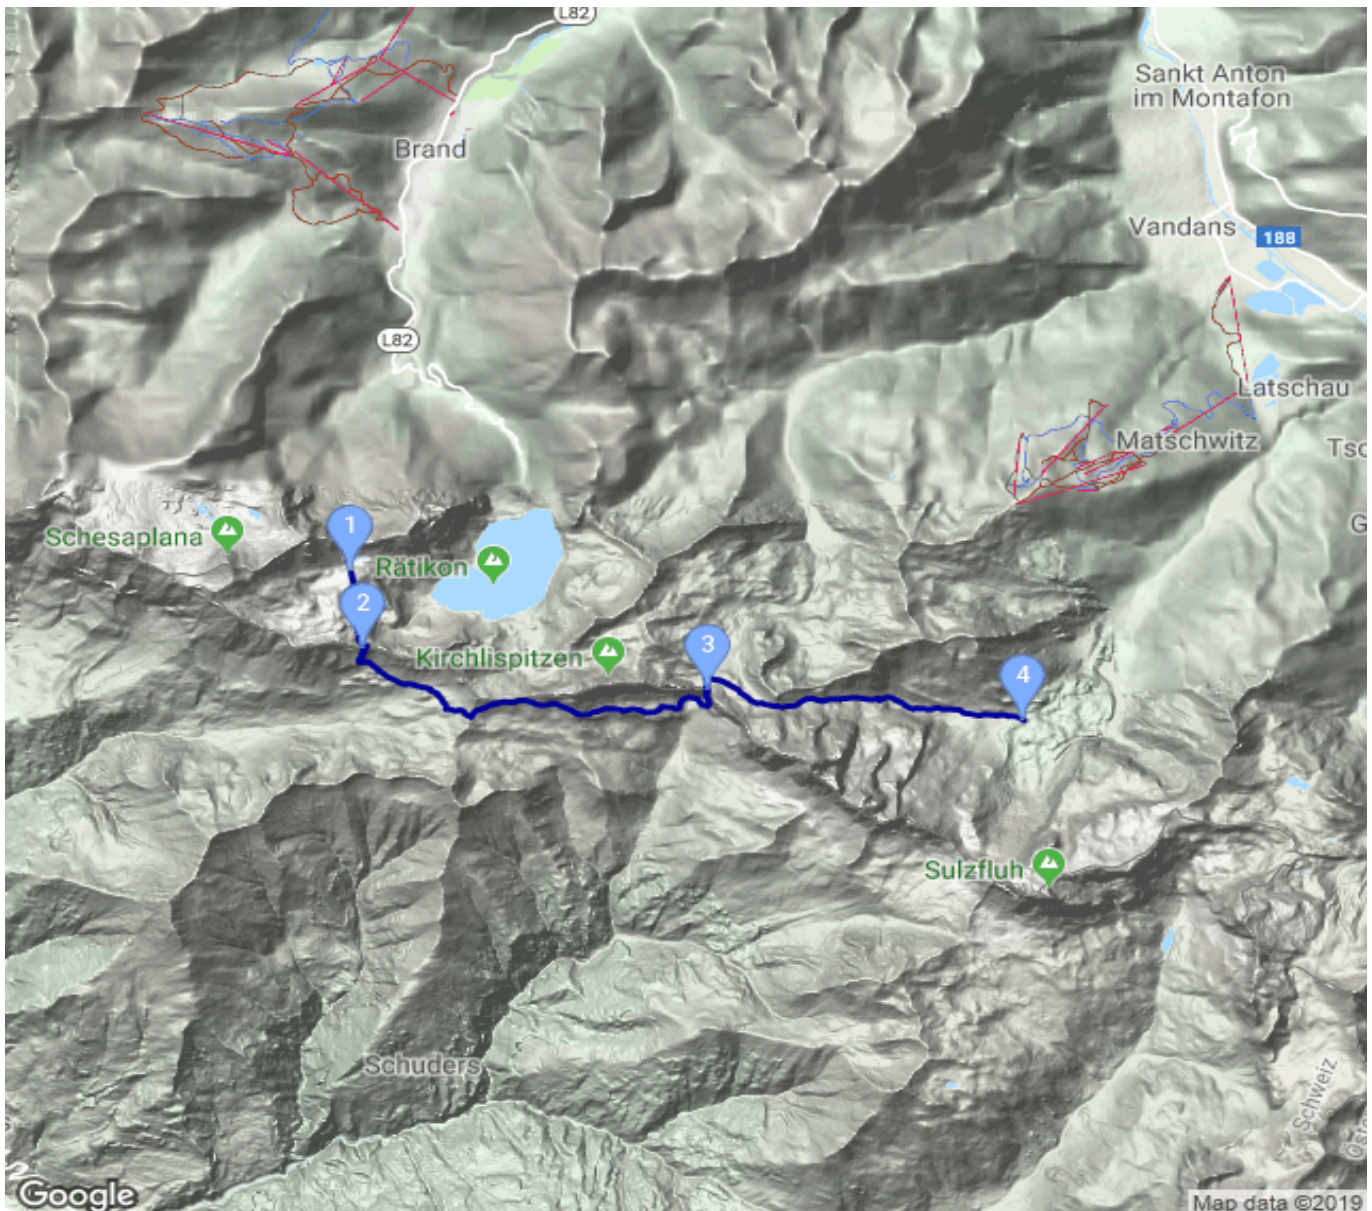 L82
Sankt Anton
im Montafon
Brand
Vandans
188
L82
Latschau
Matschwitz
Tsc
G
Schesaplana
1
Rätikon
2
Kirchlispitzen
3
4
Sulzfluh
Schuders
Schweiz
Google
Map data ©2019